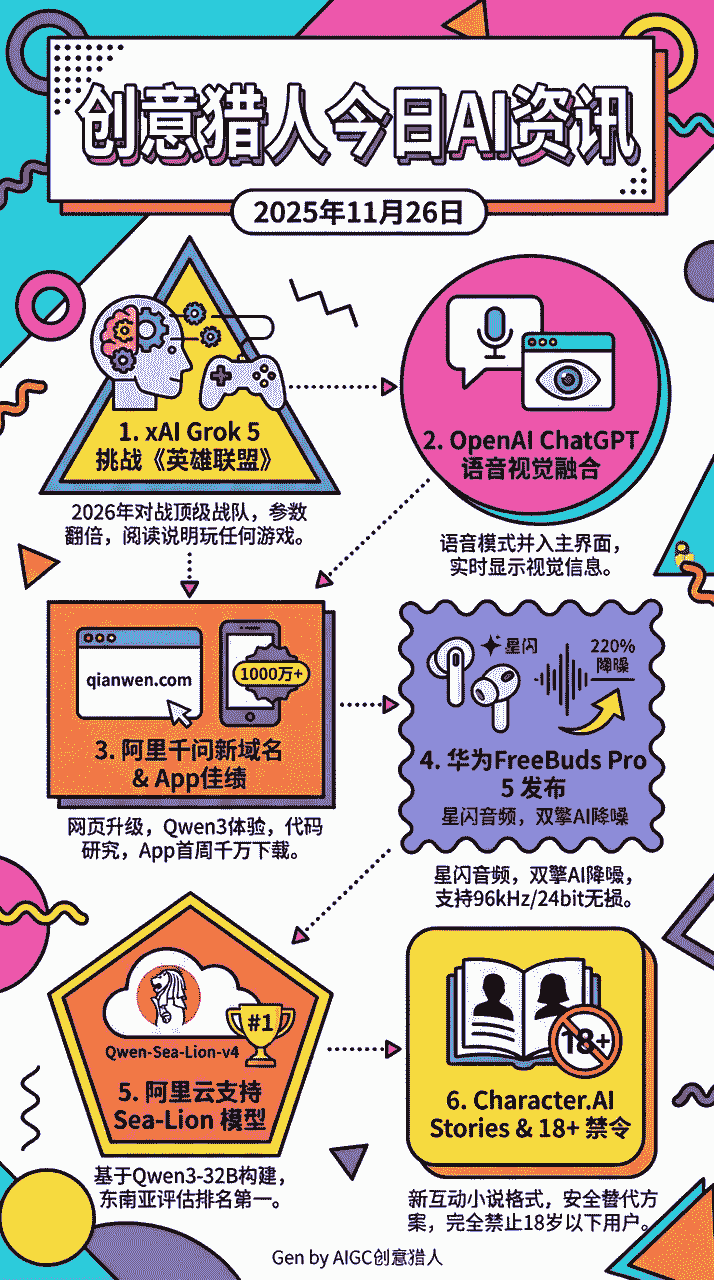 创意猎人今日AI资讯
2025年11月26日
1. xAI Grok 5
挑战《英雄联盟》
2026年对战顶级战队，参数
翻倍，阅读说明玩任何游戏。
2. OpenAI ChatGPT
语音视觉融合
语音模式并入主界面，
实时显示视觉信息。
qianwen.com
1000万+
3. 阿里千问新域名
& App佳绩
网页升级，Qwen3体验，代码
研究，App首周千万下载。
星闪
220%
降噪
4. 华为FreeBuds Pro
5 发布
星闪音频，双擎AI降噪
星闪音频，双擎AI降噪，
支持96kHz/24bit无损。
#1
Qwen-Sea-Lion-v4
5. 阿里云支持
Sea-Lion 模型
基于Qwen3-32B构建，
东南亚评估排名第一。
18+
6. Character.AI
Stories & 18+ 禁令
新互动小说格式，安全替代方
案，完全禁止18岁以下用户。
Gen by AIGC创意猎人